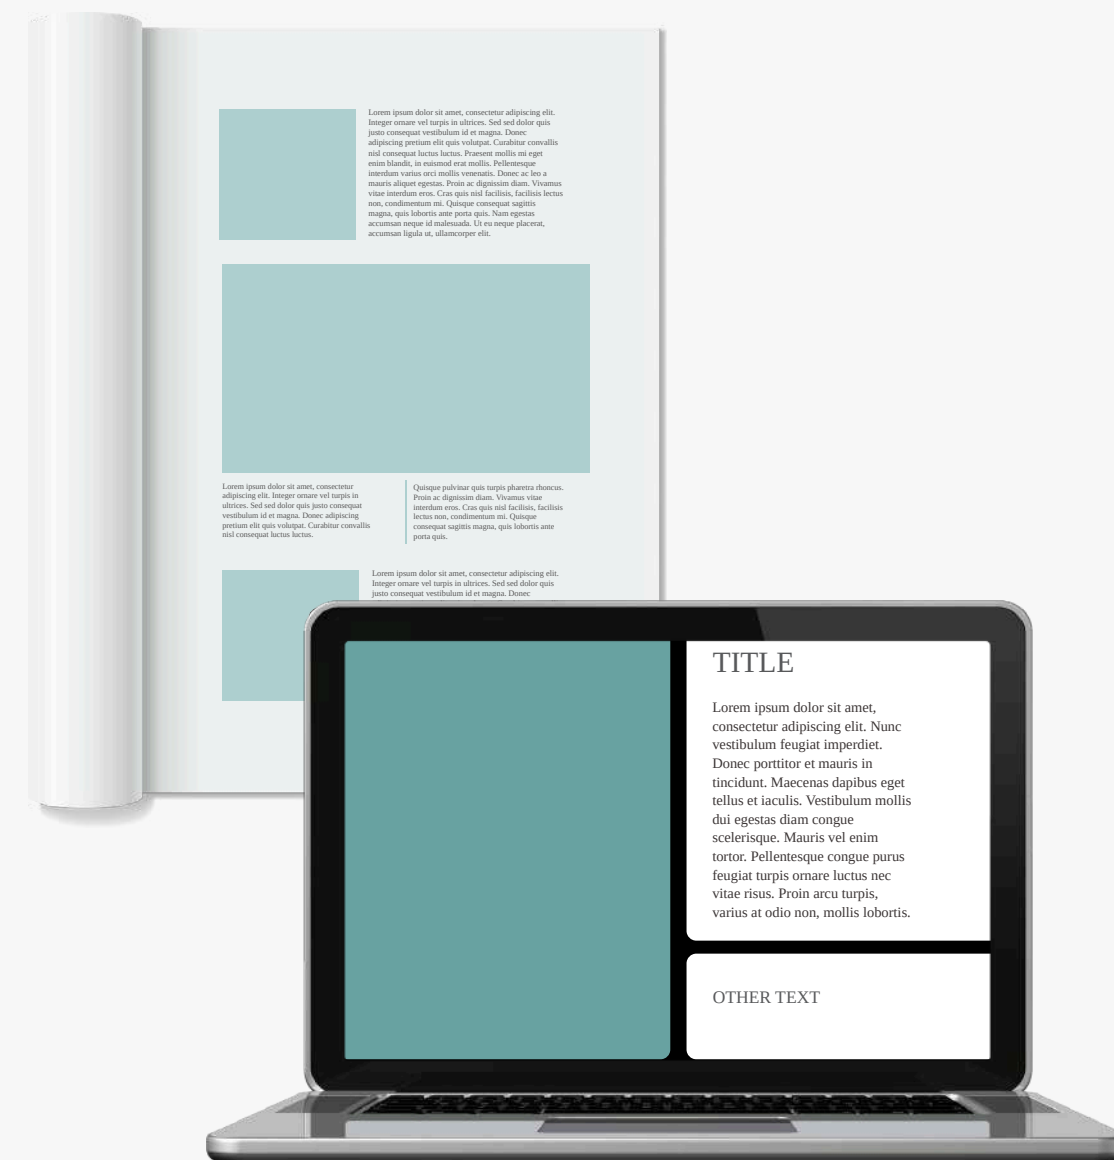 Lorem ipsum dolor sit amet, consectetur adipiscing elit.
Integer ornare vel turpis in ultrices. Sed sed dolor quis
justo consequat vestibulum id et magna. Donec
adipiscing pretium elit quis volutpat. Curabitur convallis
nisl consequat luctus luctus. Praesent mollis mi eget
enim blandit, in euismod erat mollis. Pellentesque
interdum varius orci mollis venenatis. Donec ac leo a
mauris aliquet egestas. Proin ac dignissim diam. Vivamus
vitae interdum eros. Cras quis nisl facilisis, facilisis lectus
non, condimentum mi. Quisque consequat sagittis
magna, quis lobortis ante porta quis. Nam egestas
accumsan neque id malesuada. Ut eu neque placerat,
accumsan ligula ut, ullamcorper elit.
Lorem ipsum dolor sit amet, consectetur
adipiscing elit. Integer ornare vel turpis in
ultrices. Sed sed dolor quis justo consequat
vestibulum id et magna. Donec adipiscing
pretium elit quis volutpat. Curabitur convallis
nisl consequat luctus luctus.
Quisque pulvinar quis turpis pharetra rhoncus.
Proin ac dignissim diam. Vivamus vitae
interdum eros. Cras quis nisl facilisis, facilisis
lectus non, condimentum mi. Quisque
consequat sagittis magna, quis lobortis ante
porta quis.
Lorem ipsum dolor sit amet, consectetur adipiscing elit.
Integer ornare vel turpis in ultrices. Sed sed dolor quis
justo consequat vestibulum id et magna. Donec
TITLE
Lorem ipsum dolor sit amet,
consectetur adipiscing elit. Nunc
vestibulum feugiat imperdiet.
Donec porttitor et mauris in
tincidunt. Maecenas dapibus eget
tellus et iaculis. Vestibulum mollis
dui egestas diam congue
scelerisque. Mauris vel enim
tortor. Pellentesque congue purus
feugiat turpis ornare luctus nec
vitae risus. Proin arcu turpis,
varius at odio non, mollis lobortis.
OTHER TEXT